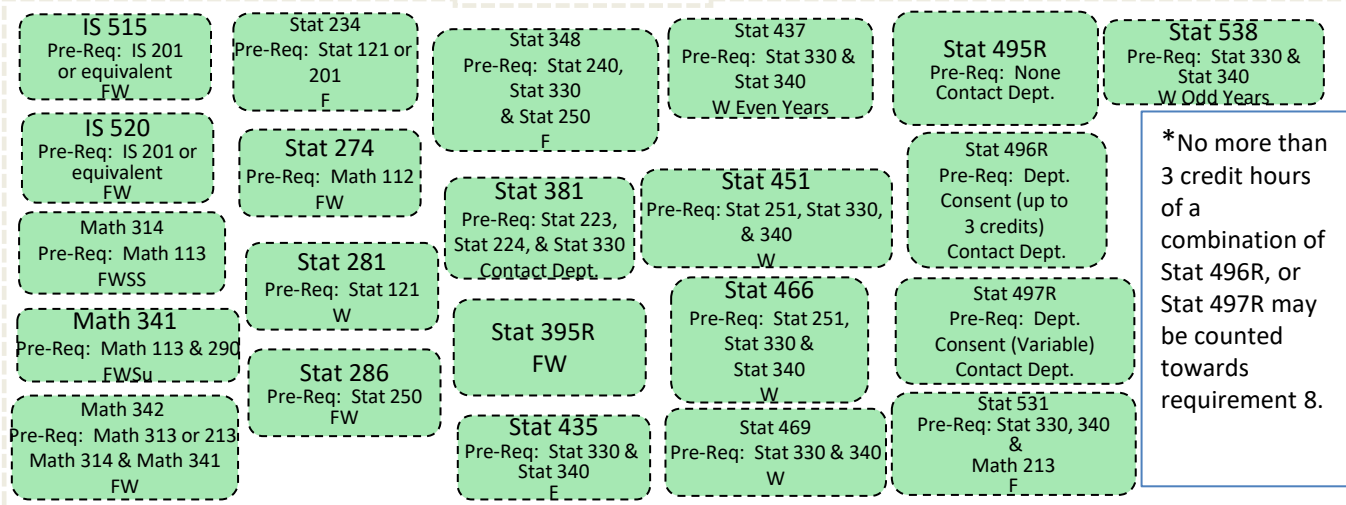 IS 515
Pre-Req: IS 201
or equivalent
FW
IS 520
Pre-Req: IS 201 or
equivalent
FW
Math 314
Pre-Req: Math 113
FWSS
Math 341
Pre-Req: Math 113 & 290
FWSu
Math 342
Pre-Req: Math 313 or 213
Math 314 & Math 341
FW
Stat 234
Pre-Req: Stat 121 or
201
F
Stat 274
Pre-Req: Math 112
FW
Stat 281
Pre-Req: Stat 121
W
Stat 286
Pre-Req: Stat 250
FW
Stat 348
Pre-Req: Stat 240,
Stat 330
& Stat 250
F
Stat 381
Pre-Req: Stat 223,
Stat 224, & Stat 330
Contact Dept.
Stat 395R
FW
Stat 435
Pre-Req: Stat 330 &
Stat 340
F
Stat 437
Pre-Req: Stat 330 &
Stat 340
W Even Years
Stat 451
Pre-Req: Stat 251, Stat 330,
& 340
W
Stat 466
Pre-Req: Stat 251,
Stat 330 &
Stat 340
W
Stat 469
Pre-Req: Stat 330 & 340
W
Stat 495R
Pre-Req: None
Contact Dept.
Stat 496R
Pre-Req: Dept.
Consent (up to
3 credits)
Contact Dept.
Stat 497R
Pre-Req: Dept.
Consent (Variable)
Contact Dept.
Stat 531
Pre-Req: Stat 330, 340
&
Math 213
F
Stat 538
Pre-Req: Stat 330 &
Stat 340
W Odd Years
*No more than
3 credit hours
of a
combination of
Stat 496R, or
Stat 497R may
be counted
towards
requirement 8.